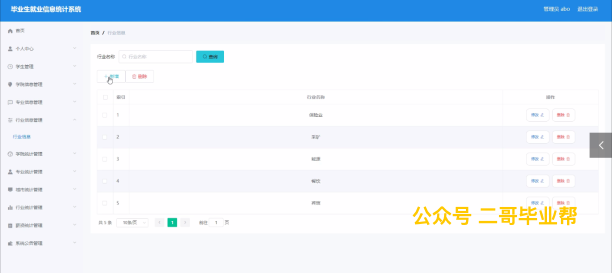 毕业生就业信息统计系统
管理员 abo 退出登录
首页
首页 / 行业信息
个人中心
行业名称 行业名称 查询
学生管理
新增 删除
学院信息管理
索引 行业名称 操作
专业信息管理
1 修改 删除
行业信息管理
行业信息
2 采矿 修改 删除
学院统计管理
3 能源 修改 删除
专业统计管理
4 餐饮 修改 删除
城市统计管理
5 修改 删除
行业统计管理
共 5 条 10条/页 1 前往 1 页
薪资统计管理
系统公告管理
公众号 二哥毕业帮